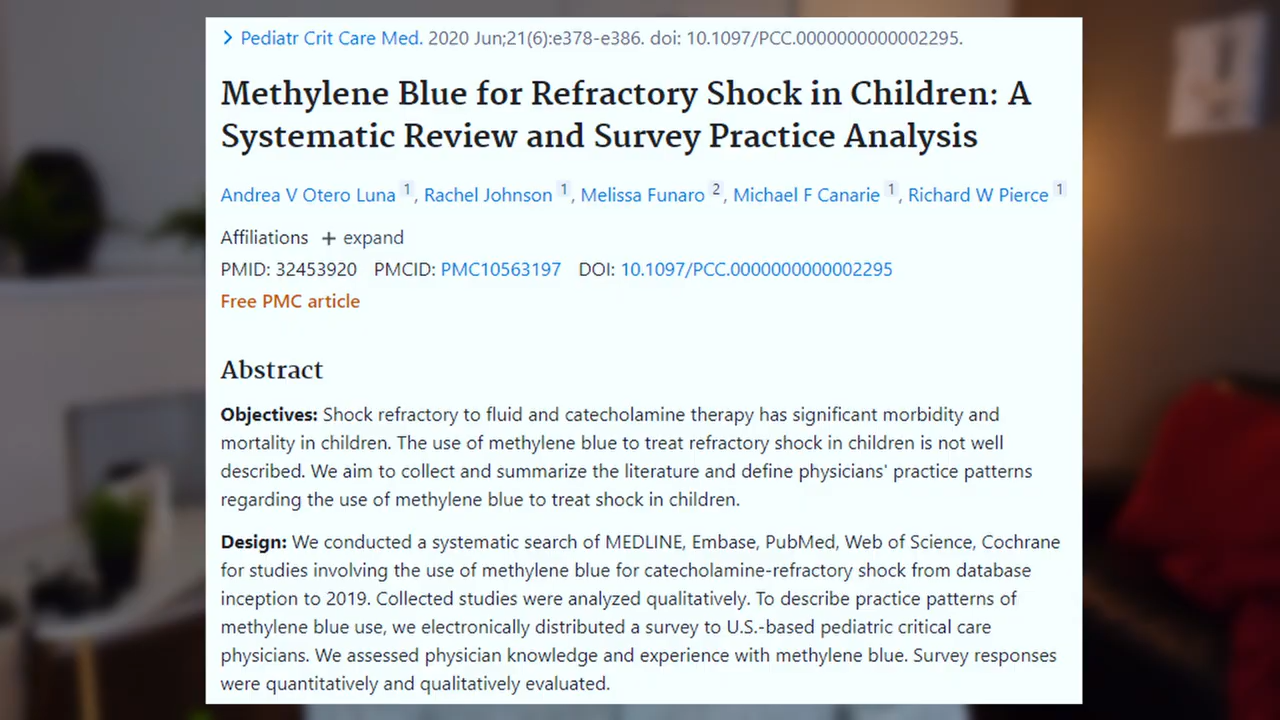 Pediatr Crit Care Med. 2020 Jun;21(6):e378-e386. doi: 10.1097/PCC.0000000000002295.
Methylene Blue for Refractory Shock in Children: A
Systematic Review and Survey Practice Analysis
Andrea V Otero Luna 1, Rachel Johnson 1, Melissa Funaro 2, Michael F Canarie 1, Richard W Pierce 1
Affiliations + expand
PMID: 32453920 PMCID: PMC10563197 DOI: 10.1097/PCC.0000000000002295
Free PMC article
Abstract
Objectives: Shock refractory to fluid and catecholamine therapy has significant morbidity and
mortality in children. The use of methylene blue to treat refractory shock in children is not well
described. We aim to collect and summarize the literature and define physicians' practice patterns
regarding the use of methylene blue to treat shock in children.
Design: We conducted a systematic search of MEDLINE, Embase, PubMed, Web of Science, Cochrane
for studies involving the use of methylene blue for catecholamine-refractory shock from database
inception to 2019. Collected studies were analyzed qualitatively. To describe practice patterns of
methylene blue use, we electronically distributed a survey to U.S.-based pediatric critical care
physicians. We assessed physician knowledge and experience with methylene blue. Survey responses
were quantitatively and qualitatively evaluated.